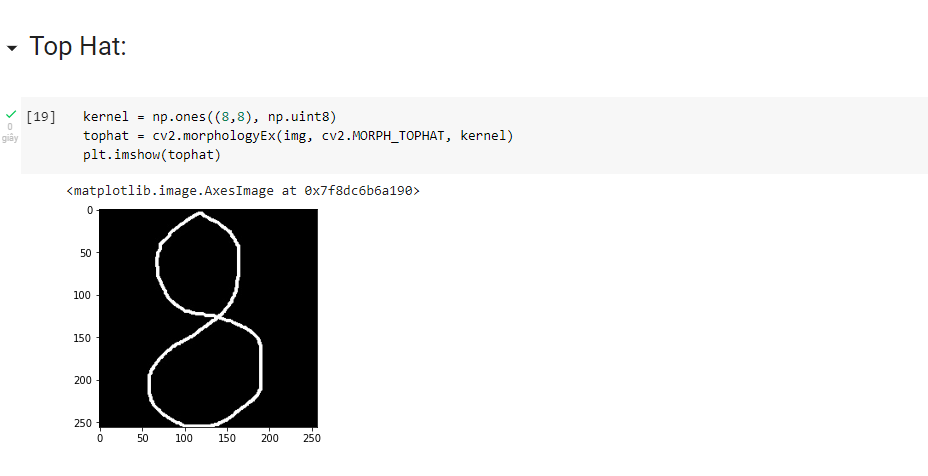 Top Hat:
[19] kernel = np.ones((8,8), np.uint8)
0 tophat = cv2.morphologyEx(img, cv2.MORPH_TOPHAT, kernel)
giây plt.imshow(tophat)
<matplotlib.image.AxesImage at 0x7f8dc6b6a190>
0
50
100
150
200
250
0 50 100 150 200 250